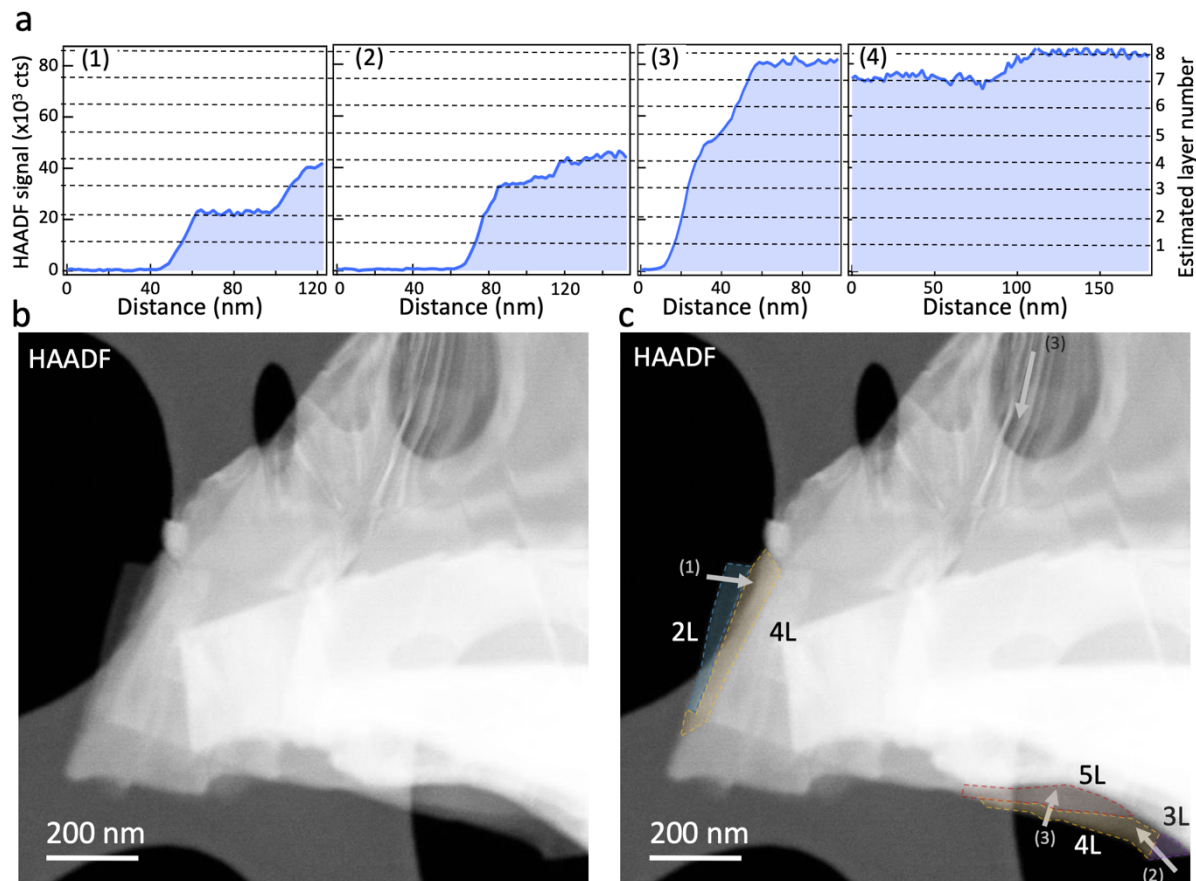 a
(1)
(2)
(3)
(4)
HAADF signal (x10³ cts)
80
60
40
20
0
8
7
6
5
4
3
2
1
Estimated layer number
0 40 80 120
0 40 80 120
0 40 80
0 50 100 150
Distance (nm)
Distance (nm)
Distance (nm)
Distance (nm)
b
c
HAADF
HAADF
(3)
(1)
2L
4L
5L
3L
(3)
4L
(2)
200 nm
200 nm